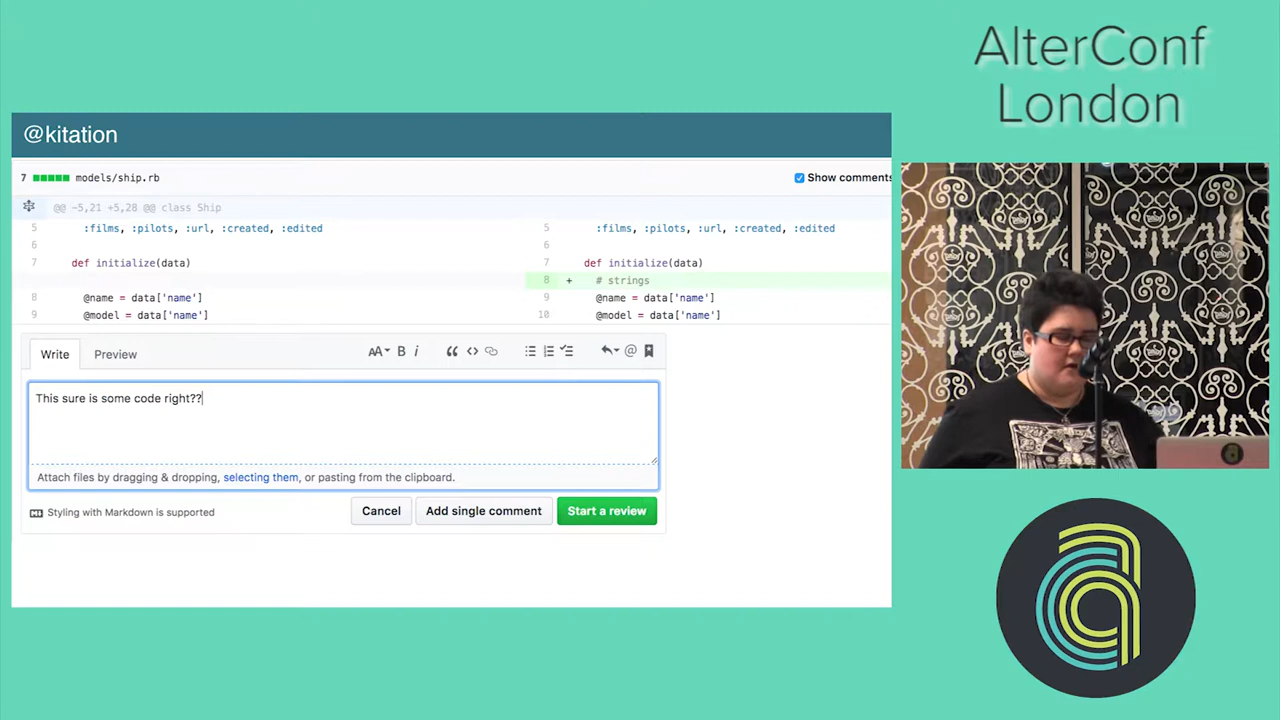 AlterConf
London
@kitation
7 models/ship.rb
Show comments
@@ -5,21 +5,28 @@ class Ship
5 :films, :pilots, :url, :created, :edited
5 :films, :pilots, :url, :created, :edited
6
6
7 def initialize(data)
7 def initialize(data)
8 + # strings
8 @name = data['name']
9 @name = data['name']
9 @model = data['name']
10 @model = data['name']
Write
Preview
AA B i “ <> @
This sure is some code right??
Attach files by dragging & dropping, selecting them, or pasting from the clipboard.
Styling with Markdown is supported
Cancel
Add single comment
Start a review